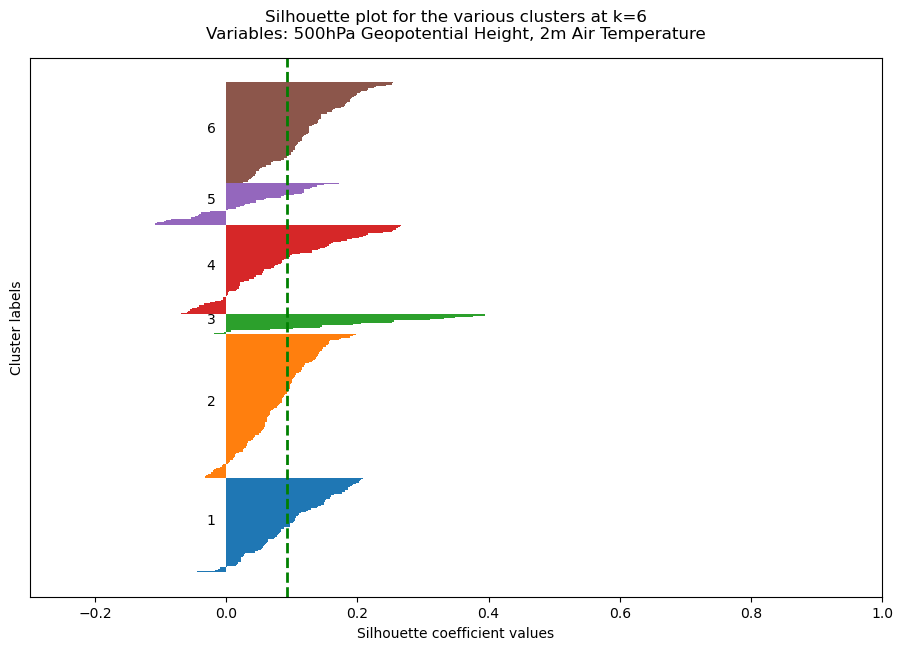 Silhouette plot for the various clusters at k=6
Variables: 500hPa Geopotential Height, 2m Air Temperature
6
5
4
3
2
1
Cluster labels
−0.2 0.0 0.2 0.4 0.6 0.8 1.0
Silhouette coefficient values